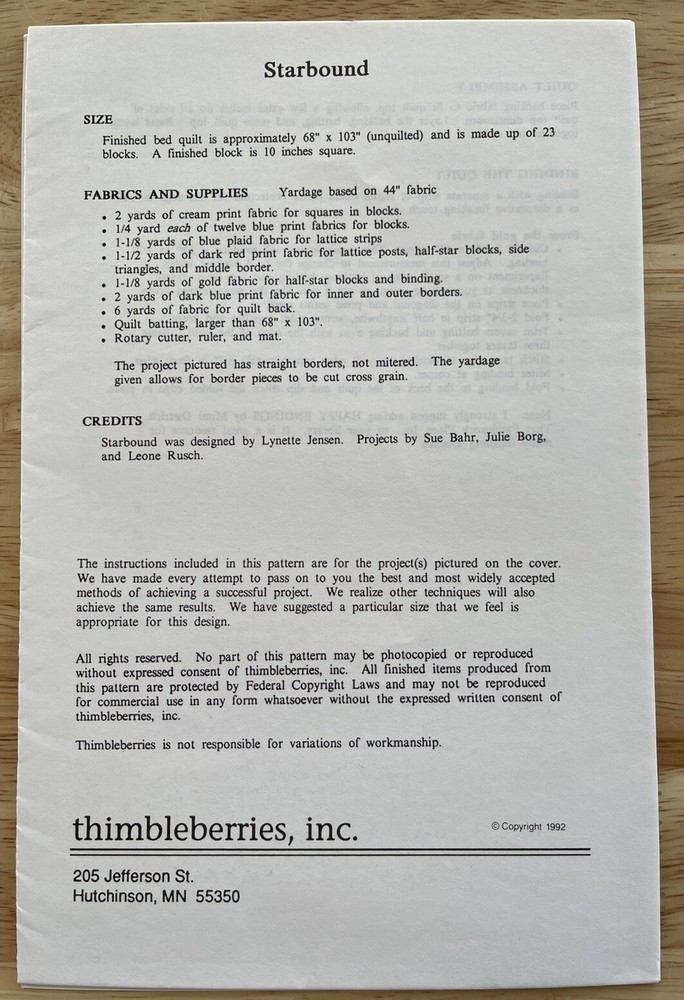 Starbound
SIZE
Finished bed quilt is approximately 68" x 103" (unquilted) and is made up of 23
blocks. A finished block is 10 inches square.
FABRICS AND SUPPLIES Yardage based on 44" fabric
• 2 yards of cream print fabric for squares in blocks.
• 1/4 yard each of twelve blue print fabrics for blocks.
• 1-1/8 yards of blue plaid fabric for lattice strips
• 1-1/2 yards of dark red print fabric for lattice posts, half-star blocks, side
triangles, and middle border.
• 1-1/8 yards of gold fabric for half-star blocks and binding.
• 2 yards of dark blue print fabric for inner and outer borders.
• 6 yards of fabric for quilt back.
• Quilt batting, larger than 68" x 103".
• Rotary cutter, ruler, and mat.
The project pictured has straight borders, not mitered. The yardage
given allows for border pieces to be cut cross grain.
CREDITS
Starbound was designed by Lynette Jensen. Projects by Sue Bahr, Julie Borg,
and Leone Rusch.
The instructions included in this pattern are for the project(s) pictured on the cover.
We have made every attempt to pass on to you the best and most widely accepted
methods of achieving a successful project. We realize other techniques will also
achieve the same results. We have suggested a particular size that we feel is
appropriate for this design.
All rights reserved. No part of this pattern may be photocopied or reproduced
without expressed consent of thimbleberries, inc. All finished items produced from
this pattern are protected by Federal Copyright Laws and may not be reproduced
for commercial use in any form whatsoever without the expressed written consent of
thimbleberries, inc.
Thimbleberries is not responsible for variations of workmanship.
thimbleberries, inc. © Copyright 1992
205 Jefferson St.
Hutchinson, MN 55350